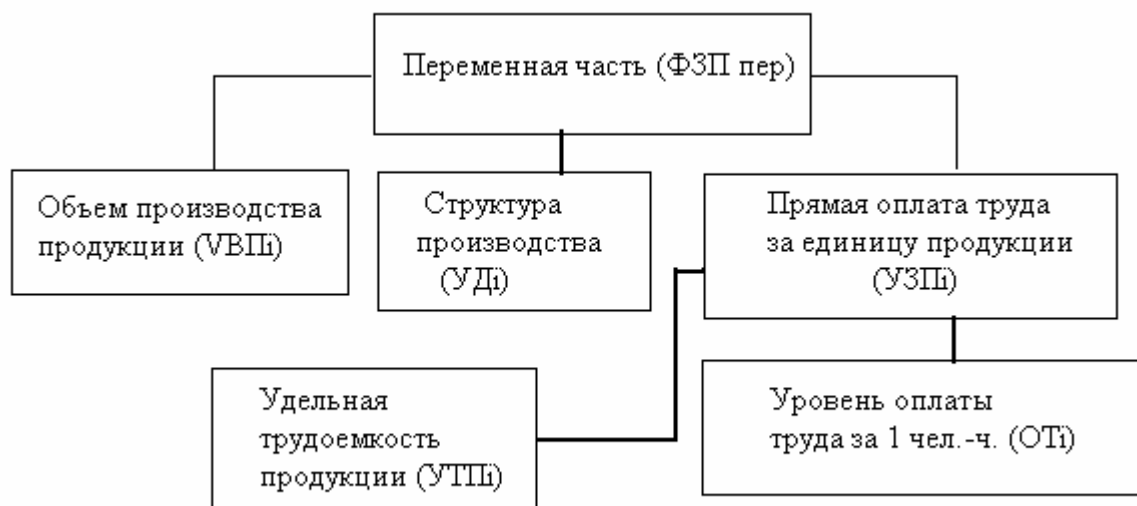 Переменная часть (ФЗП пер)
Объем производства
продукции (VВПi)
Структура
производства
(УДi)
Прямая оплата труда
за единицу продукции
(УЗПi)
Удельная
трудоемкость
продукции (УТПi)
Уровень оплаты
труда за 1 чел.-ч. (ОТi)